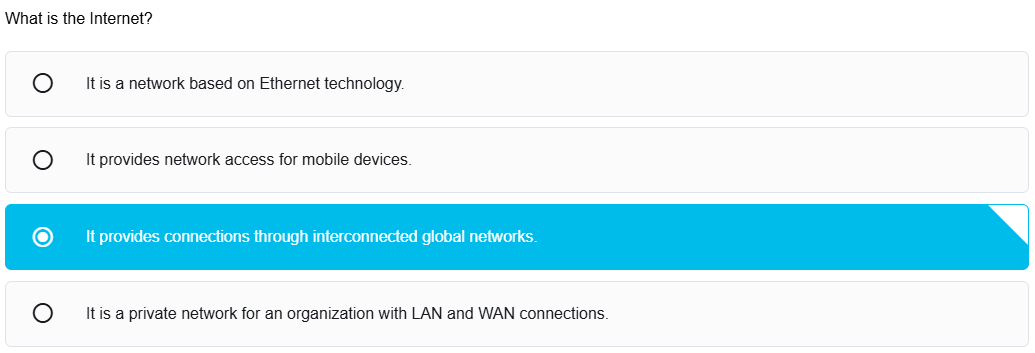 What is the Internet?
It is a network based on Ethernet technology.
It provides network access for mobile devices.
It provides connections through interconnected global networks.
It is a private network for an organization with LAN and WAN connections.